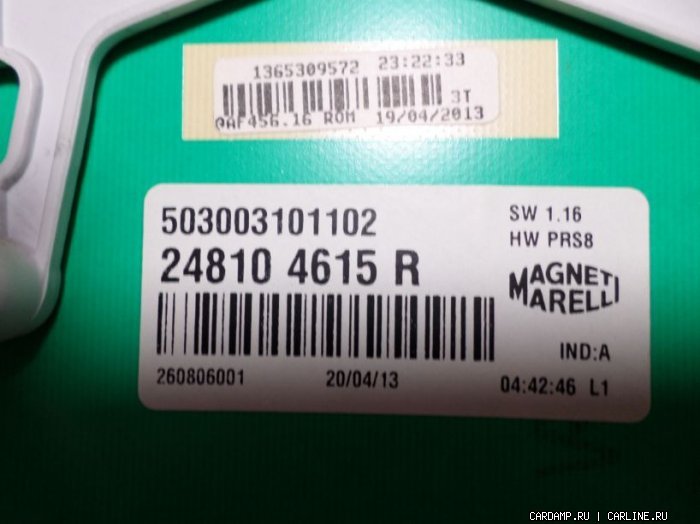 1365309572 23:22:33
3T
@AF456.16 ROM 19/04/2013
503003101102
24810 4615 R
SW 1.16
HW PRS8
MAGNETI
MARELLI
IND:A
260806001 20/04/13 04:42:46 L1
CARDAMP.RU | CARLINE.RU